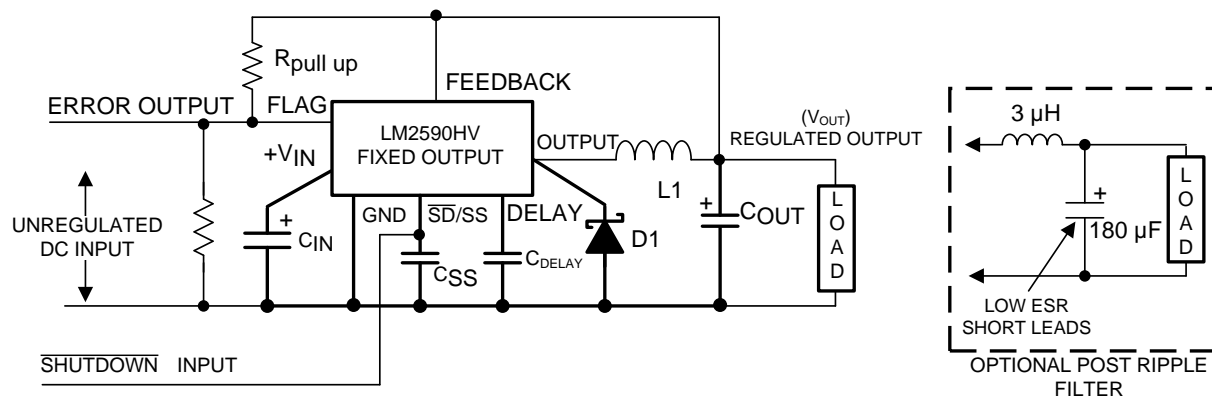 Rpull up
FEEDBACK
ERROR OUTPUT
FLAG
LM2590HV
FIXED OUTPUT
OUTPUT
(VOUT)
REGULATED OUTPUT
+VIN
L1
UNREGULATED
DC INPUT
+
CIN
GND
SD/SS
DELAY
CSS
CDELAY
D1
+
COUT
LOAD
SHUTDOWN INPUT
3 µH
+
180 µF
LOAD
LOW ESR
SHORT LEADS
OPTIONAL POST RIPPLE
FILTER